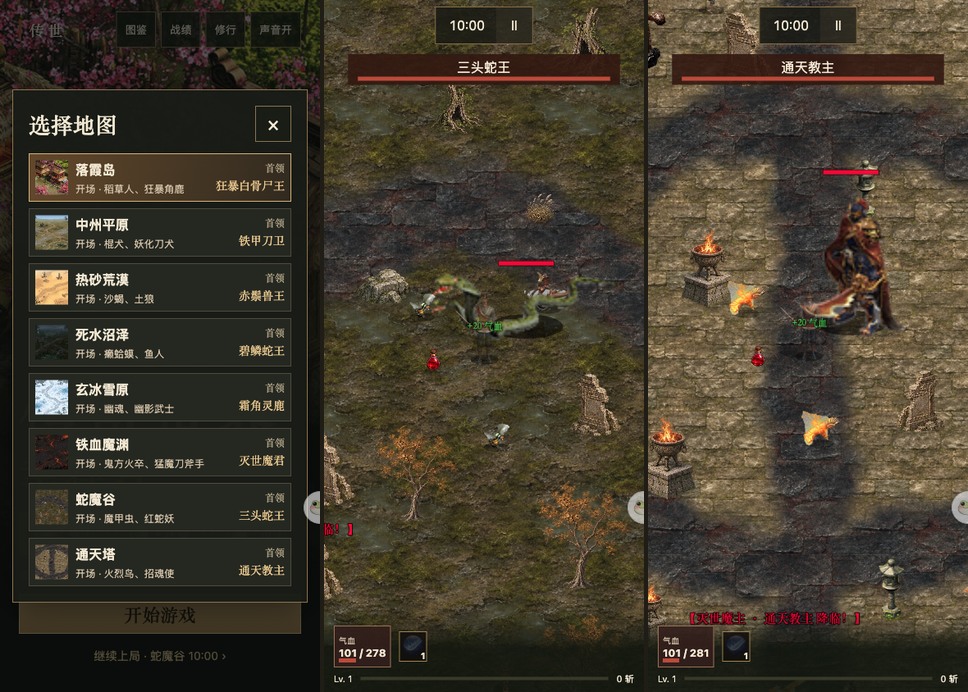 传世
图鉴
战绩
修行
声音开
选择地图
×
落霞岛
首领
开场 · 稻草人、狂暴角鹿
狂暴白骨尸王
中州平原
首领
开场 · 棍犬、妖化刀犬
铁甲刀卫
热砂荒漠
首领
开场 · 沙蝎、土狼
赤鬃兽王
死水沼泽
首领
开场 · 癞蛤蟆、鱼人
碧鳞蛇王
玄冰雪原
首领
开场 · 幽魂、幽影武士
霜角灵鹿
铁血魔渊
首领
开场 · 鬼方火卒、猛魔刀斧手
灭世魔君
蛇魔谷
首领
开场 · 魔甲虫、红蛇妖
三头蛇王
通天塔
首领
开场 · 火烈鸟、招魂使
通天教主
开始游戏
继续上局 · 蛇魔谷 10:00 ›
10:00
三头蛇王
+20 气血
临！】
气血
101 / 278
1
Lv. 1
0 斩
10:00
通天教主
+20 气血
【灭世魔主 · 通天教主 降临！】
气血
101 / 281
1
Lv. 1
0 斩